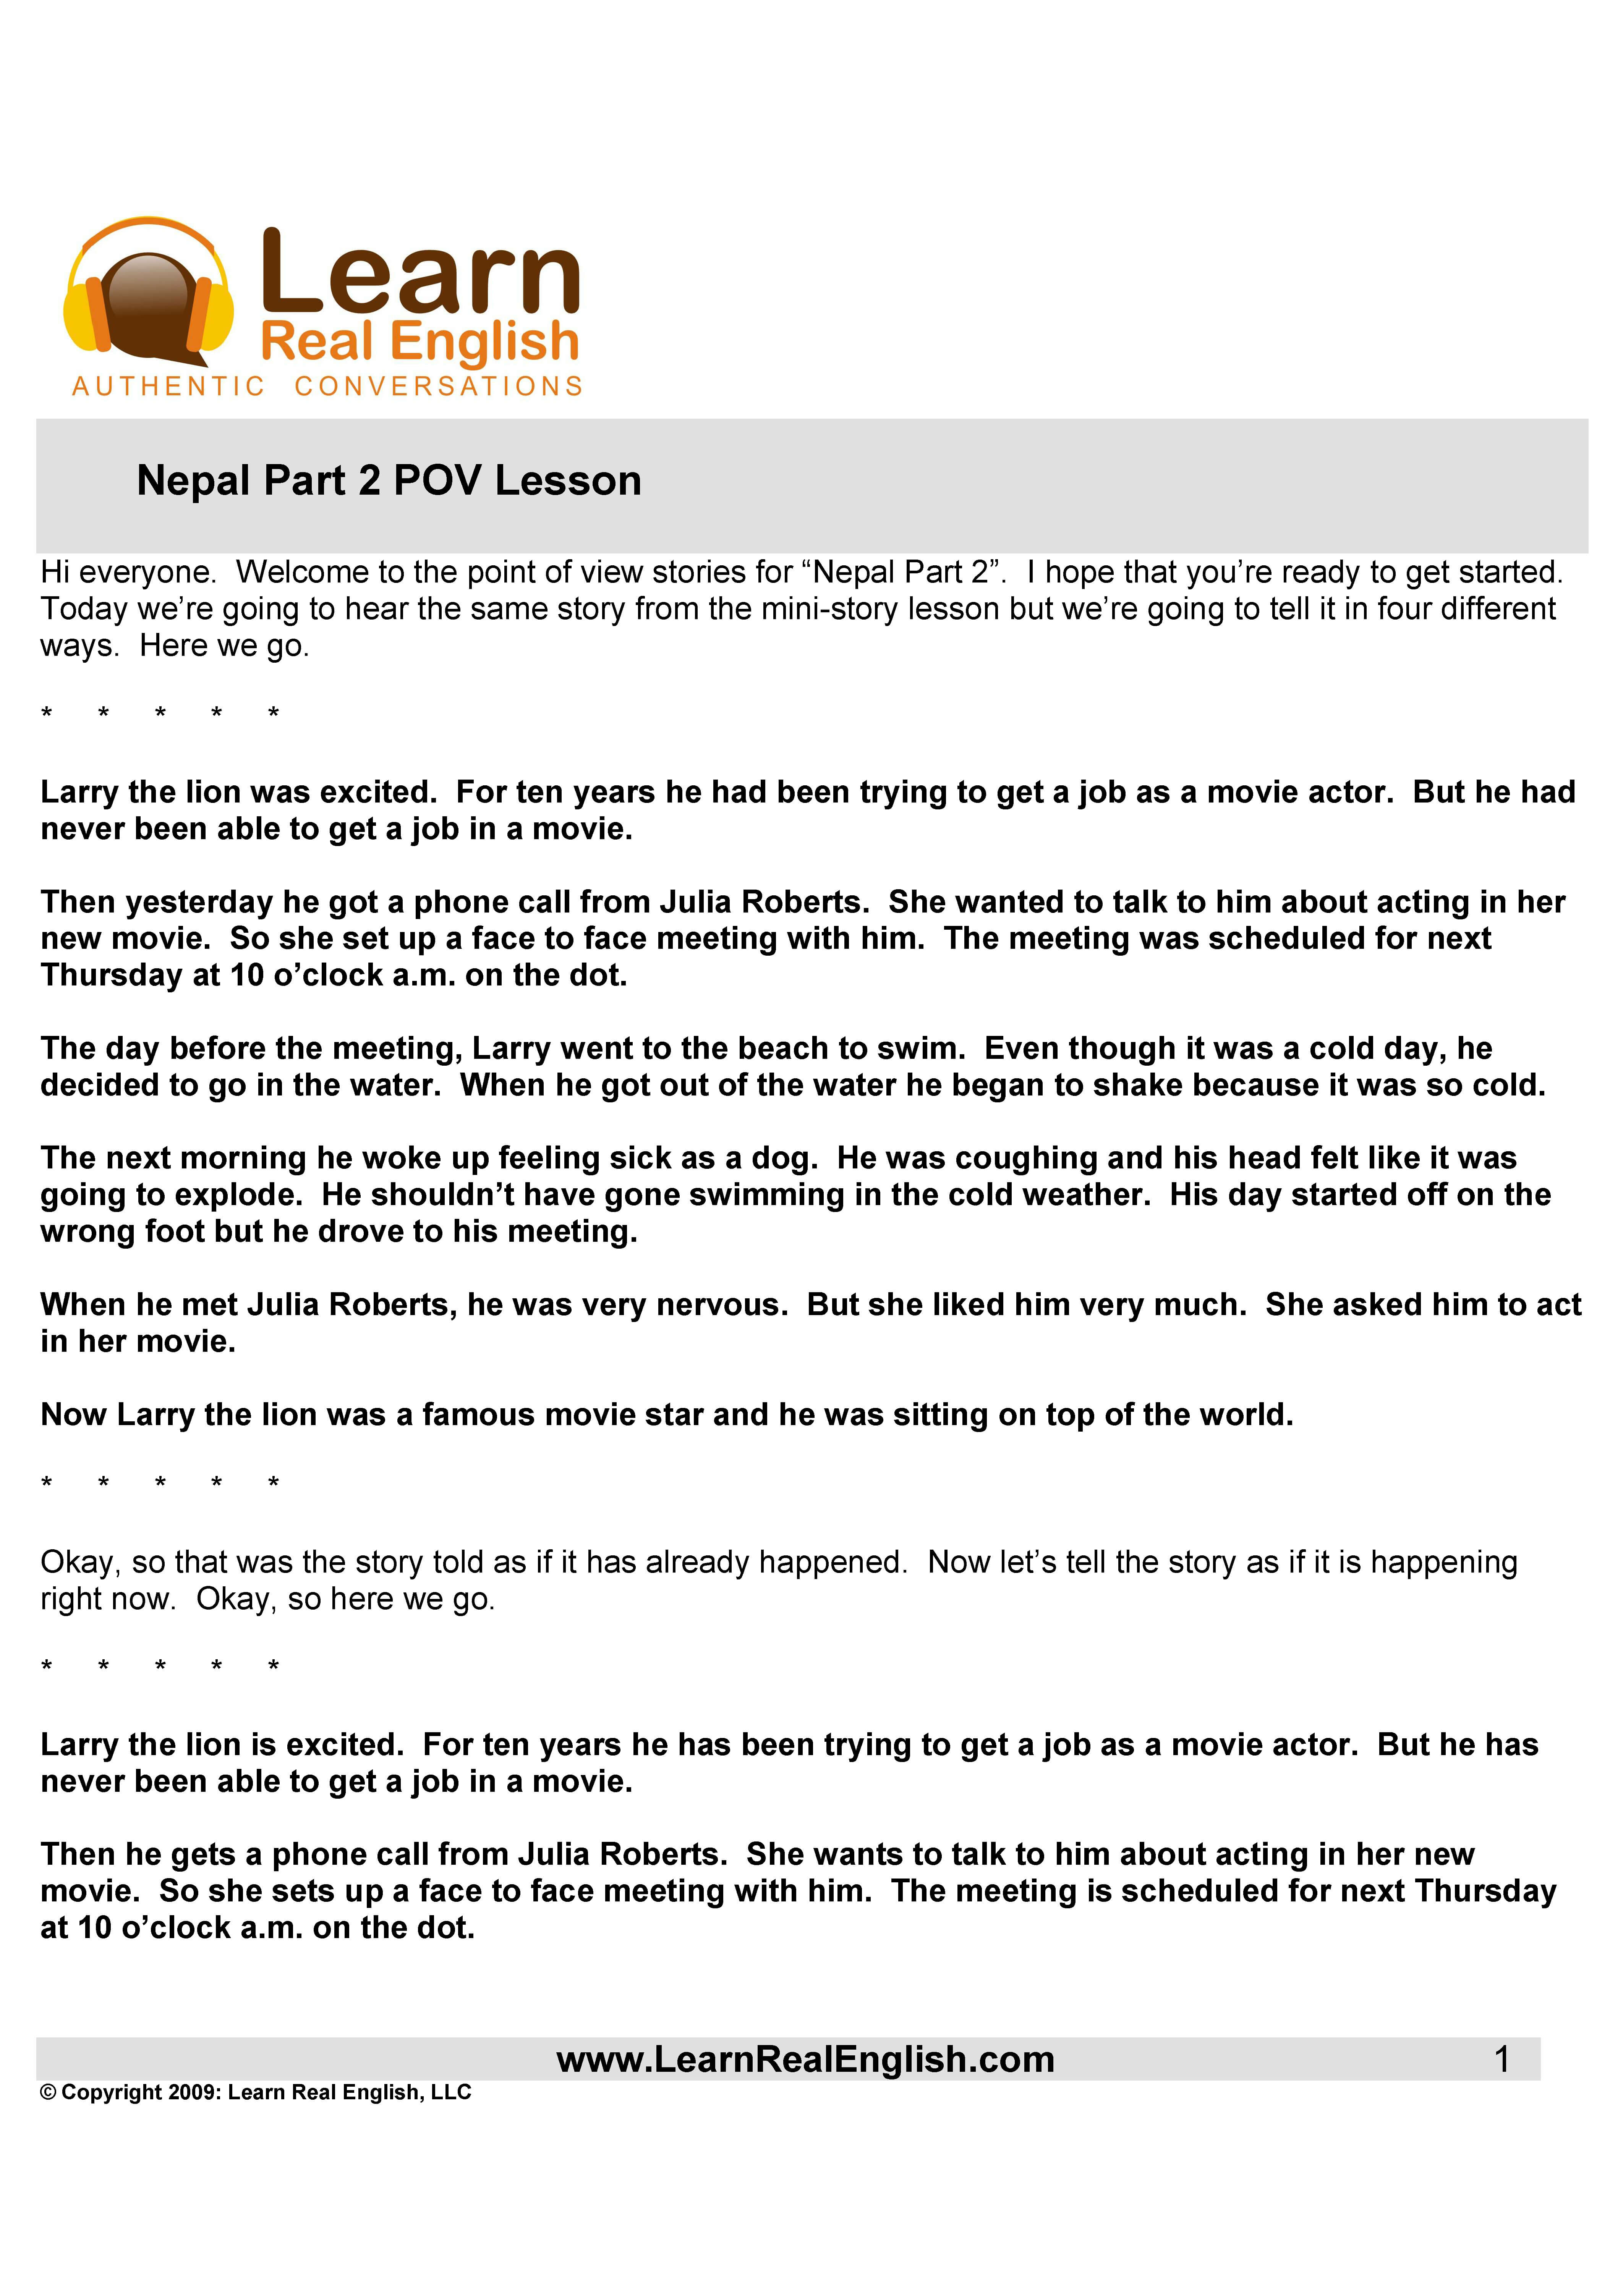 Learn
Real English
AUTHENTIC CONVERSATIONS
Nepal Part 2 POV Lesson
Hi everyone.  Welcome to the point of view stories for “Nepal Part 2”.  I hope that you’re ready to get started.
Today we’re going to hear the same story from the mini-story lesson but we’re going to tell it in four different
ways.  Here we go.
* * * * *
Larry the lion was excited.  For ten years he had been trying to get a job as a movie actor.  But he had
never been able to get a job in a movie.
Then yesterday he got a phone call from Julia Roberts.  She wanted to talk to him about acting in her
new movie.  So she set up a face to face meeting with him.  The meeting was scheduled for next
Thursday at 10 o’clock a.m. on the dot.
The day before the meeting, Larry went to the beach to swim.  Even though it was a cold day, he
decided to go in the water.  When he got out of the water he began to shake because it was so cold.
The next morning he woke up feeling sick as a dog.  He was coughing and his head felt like it was
going to explode.  He shouldn’t have gone swimming in the cold weather.  His day started off on the
wrong foot but he drove to his meeting.
When he met Julia Roberts, he was very nervous.  But she liked him very much.  She asked him to act
in her movie.
Now Larry the lion was a famous movie star and he was sitting on top of the world.
* * * * *
Okay, so that was the story told as if it has already happened.  Now let’s tell the story as if it is happening
right now.  Okay, so here we go.
* * * * *
Larry the lion is excited.  For ten years he has been trying to get a job as a movie actor.  But he has
never been able to get a job in a movie.
Then he gets a phone call from Julia Roberts.  She wants to talk to him about acting in her new
movie.  So she sets up a face to face meeting with him.  The meeting is scheduled for next Thursday
at 10 o’clock a.m. on the dot.
www.LearnRealEnglish.com 1
© Copyright 2009: Learn Real English, LLC